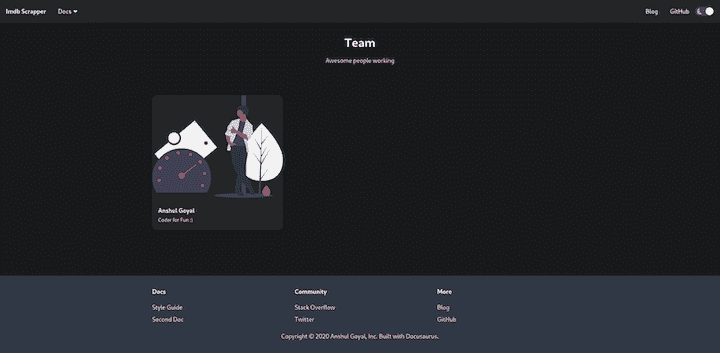 Imdb Scrapper Docs Blog GitHub
Team
Awesome people working
Anshul Goyal
Coder for Fun :)
Docs Community More
Style Guide Stack Overflow Blog
Second Doc Twitter GitHub
Copyright © 2020 Anshul Goyal, Inc. Built with Docusaurus.